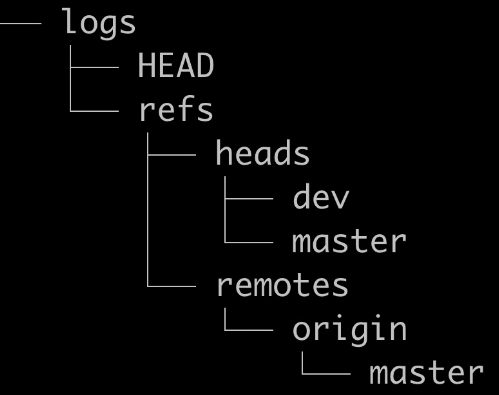 logs
HEAD
refs
heads
dev
master
remotes
origin
master